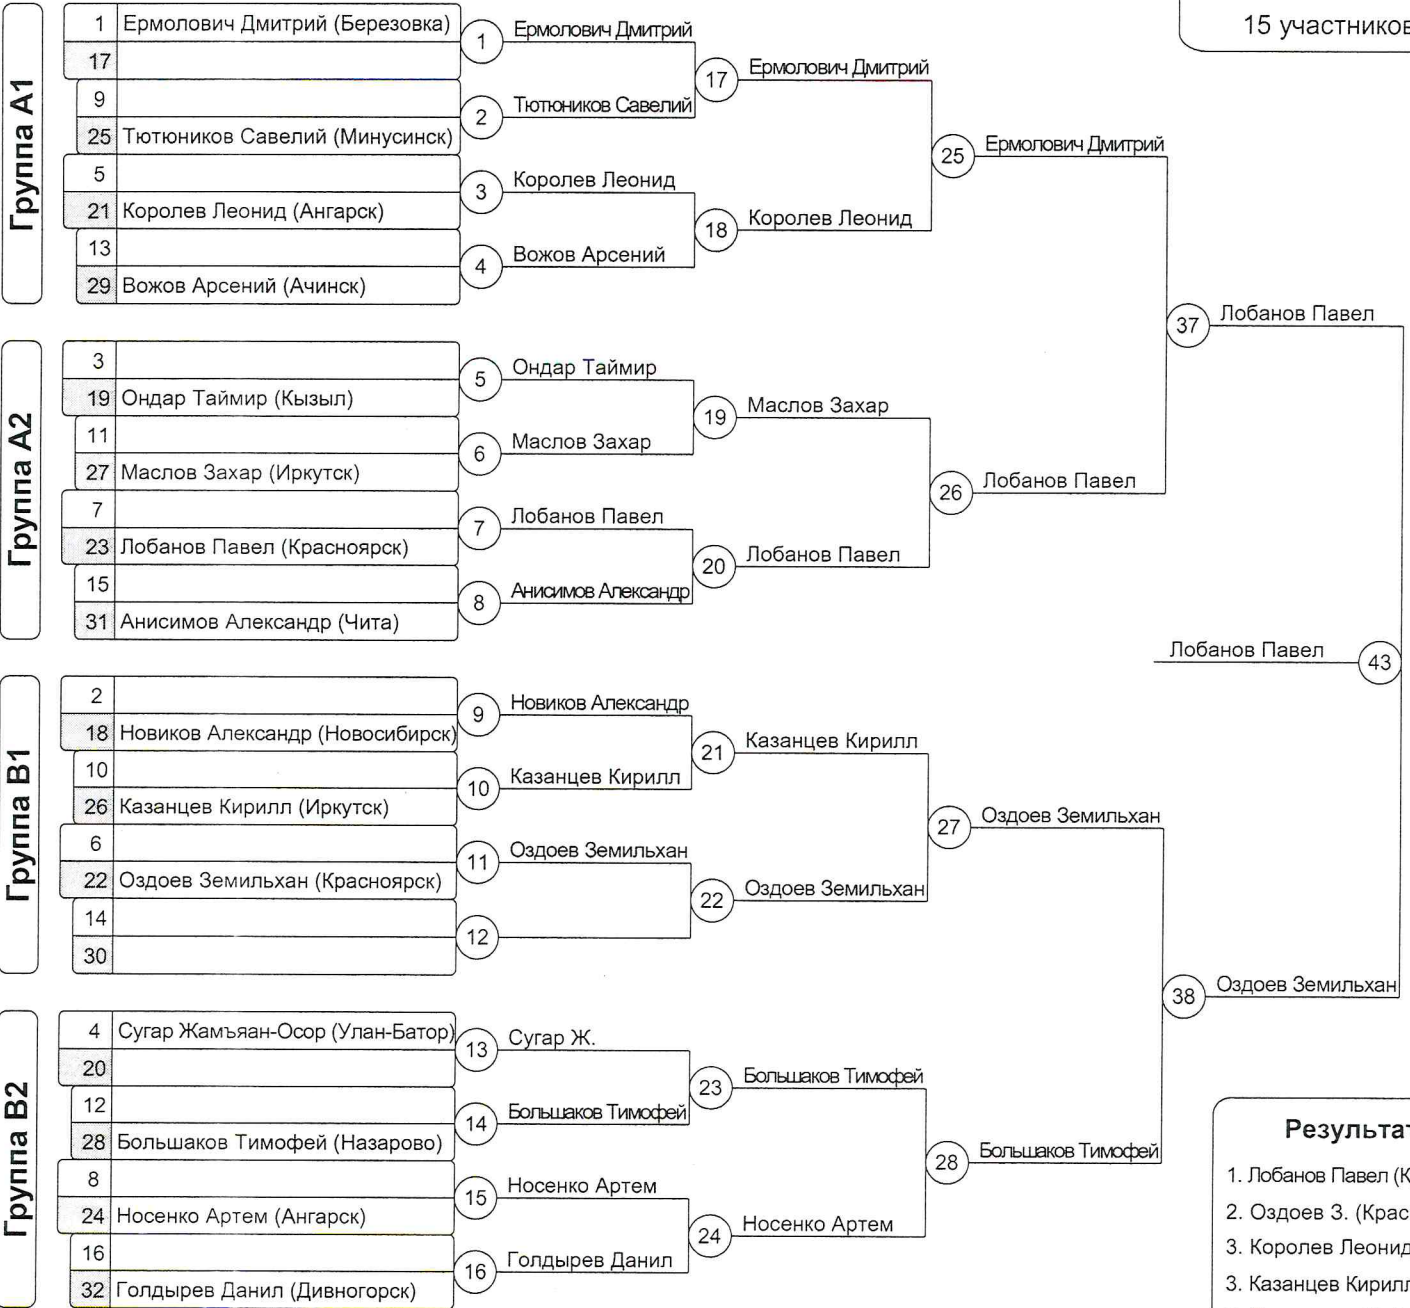 15 участников
Группа A1
1 Ермолович Дмитрий (Березовка)
17
9
25 Тютюников Савелий (Минусинск)
5
21 Королев Леонид (Ангарск)
13
29 Вожов Арсений (Ачинск)
1 Ермолович Дмитрий
2 Тютюников Савелий
3 Королев Леонид
4 Вожов Арсений
17 Ермолович Дмитрий
18 Королев Леонид
25 Ермолович Дмитрий
Группа A2
3
19 Ондар Таймир (Кызыл)
11
27 Маслов Захар (Иркутск)
7
23 Лобанов Павел (Красноярск)
15
31 Анисимов Александр (Чита)
5 Ондар Таймир
6 Маслов Захар
7 Лобанов Павел
8 Анисимов Александр
19 Маслов Захар
20 Лобанов Павел
26 Лобанов Павел
37 Лобанов Павел
Группа B1
2
18 Новиков Александр (Новосибирск)
10
26 Казанцев Кирилл (Иркутск)
6
22 Оздоев Земильхан (Красноярск)
14
30
9 Новиков Александр
10 Казанцев Кирилл
11 Оздоев Земильхан
12
21 Казанцев Кирилл
22 Оздоев Земильхан
27 Оздоев Земильхан
Группа B2
4 Сугар Жамъяан-Осор (Улан-Батор)
20
12
28 Большаков Тимофей (Назарово)
8
24 Носенко Артем (Ангарск)
16
32 Голдырев Данил (Дивногорск)
13 Сугар Ж.
14 Большаков Тимофей
15 Носенко Артем
16 Голдырев Данил
23 Большаков Тимофей
24 Носенко Артем
28 Большаков Тимофей
38 Оздоев Земильхан
Лобанов Павел 43
Результат
1. Лобанов Павел (К
2. Оздоев З. (Крас
3. Королев Леонид
3. Казанцев Кирилл